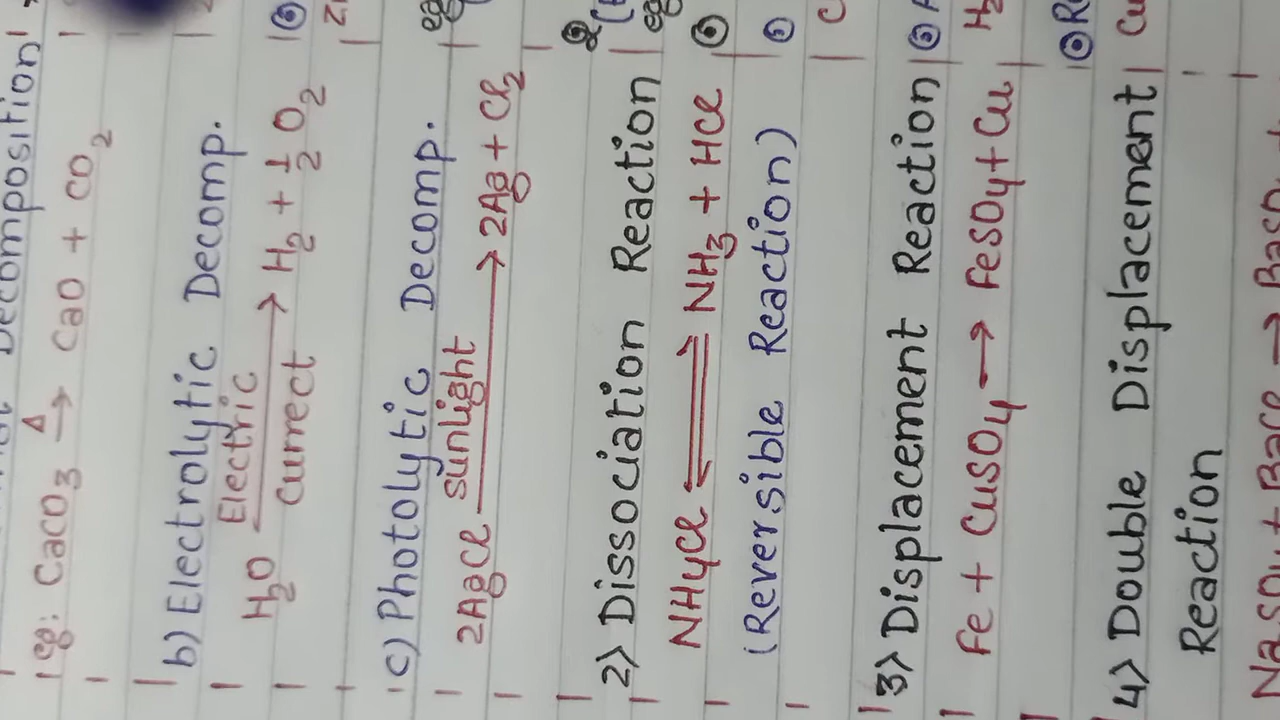 Decomposition
eg: CaCO3 Δ → CaO + CO2
b) Electrolytic Decomp.
H2O Electric currect → H2 + 1/2 O2
c) Photolytic Decomp.
2AgCl sunlight → 2Ag + Cl2
2> Dissociation Reaction
NH4Cl ⇌ NH3 + HCl
(Reversible Reaction)
3> Displacement Reaction
Fe + CuSO4 → FeSO4 + Cu
4> Double Displacement
Reaction